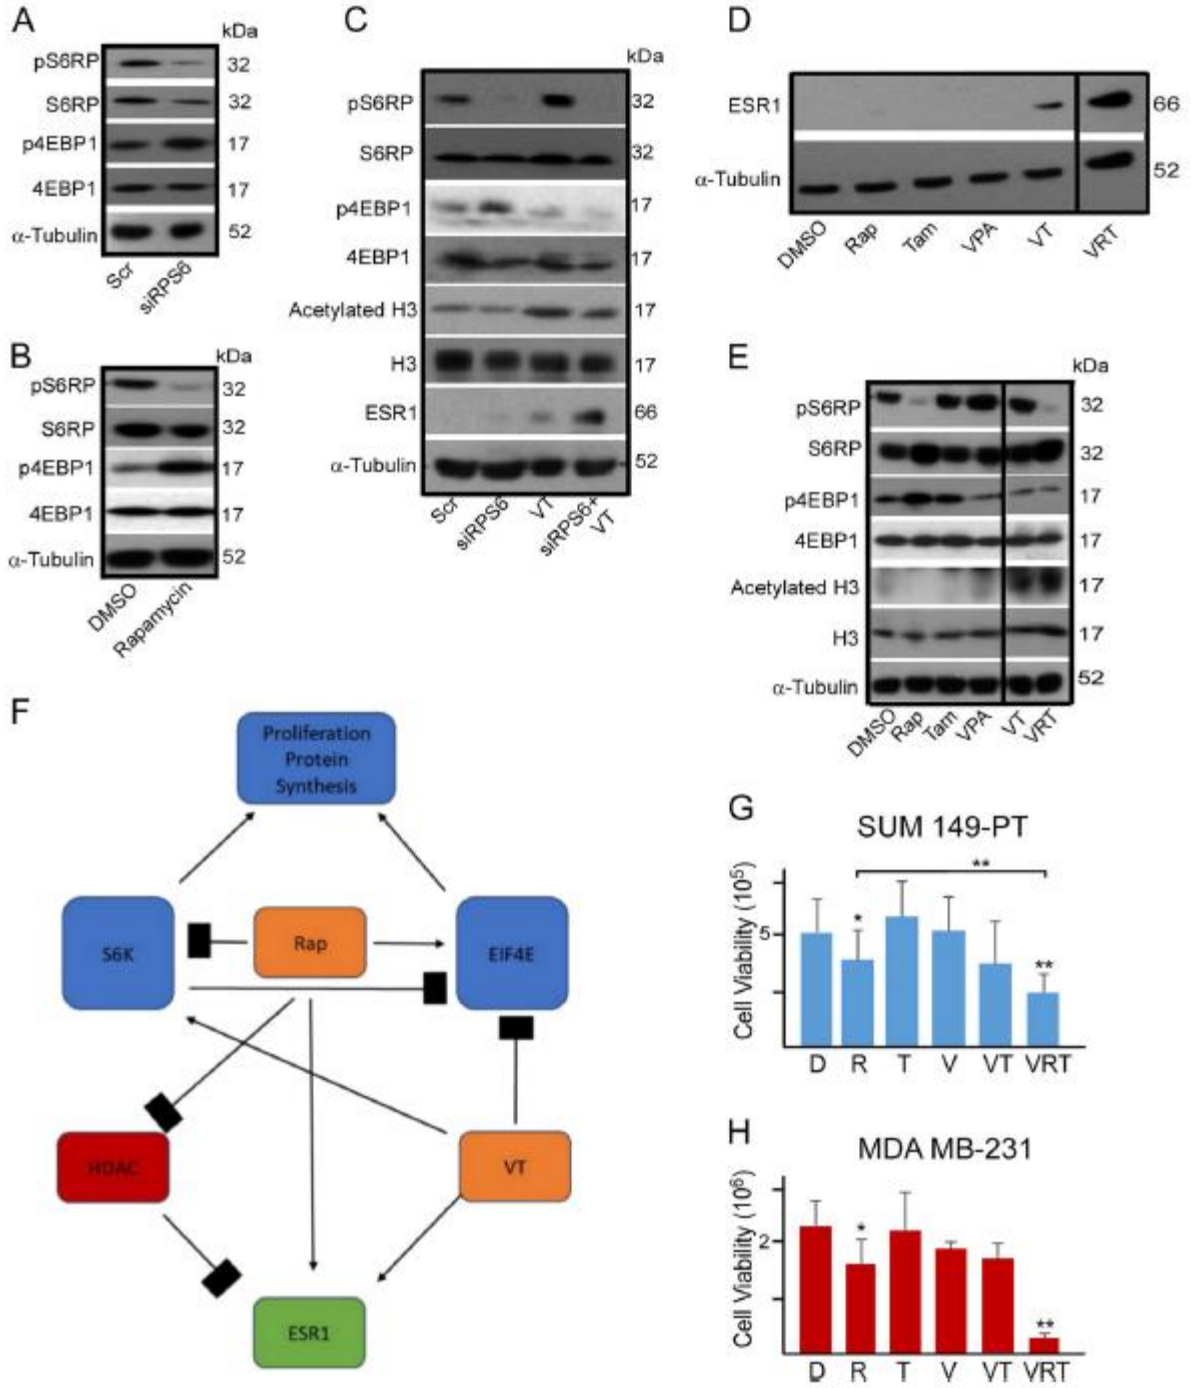 A
kDa
pS6RP
32
S6RP
32
p4EBP1
17
4EBP1
17
α-Tubulin
52
Scr
siRPS6
B
kDa
pS6RP
32
S6RP
32
p4EBP1
17
4EBP1
17
α-Tubulin
52
DMSO
Rapamycin
C
kDa
pS6RP
32
S6RP
32
p4EBP1
17
4EBP1
17
Acetylated H3
17
H3
17
ESR1
66
α-Tubulin
52
Scr
siRPS6
VT
siRPS6+
VT
D
kDa
ESR1
66
α-Tubulin
52
DMSO
Rap
Tam
VPA
VT
VRT
E
kDa
pS6RP
32
S6RP
32
p4EBP1
17
4EBP1
17
Acetylated H3
17
H3
17
α-Tubulin
52
DMSO
Rap
Tam
VPA
VT
VRT
F
Proliferation
Protein
Synthesis
S6K
Rap
EIF4E
HDAC
VT
ESR1
G
SUM 149-PT
Cell Viability (10⁵)
5
**
*
**
D R T V VT VRT
H
MDA MB-231
Cell Viability (10⁶)
2
*
**
D R T V VT VRT